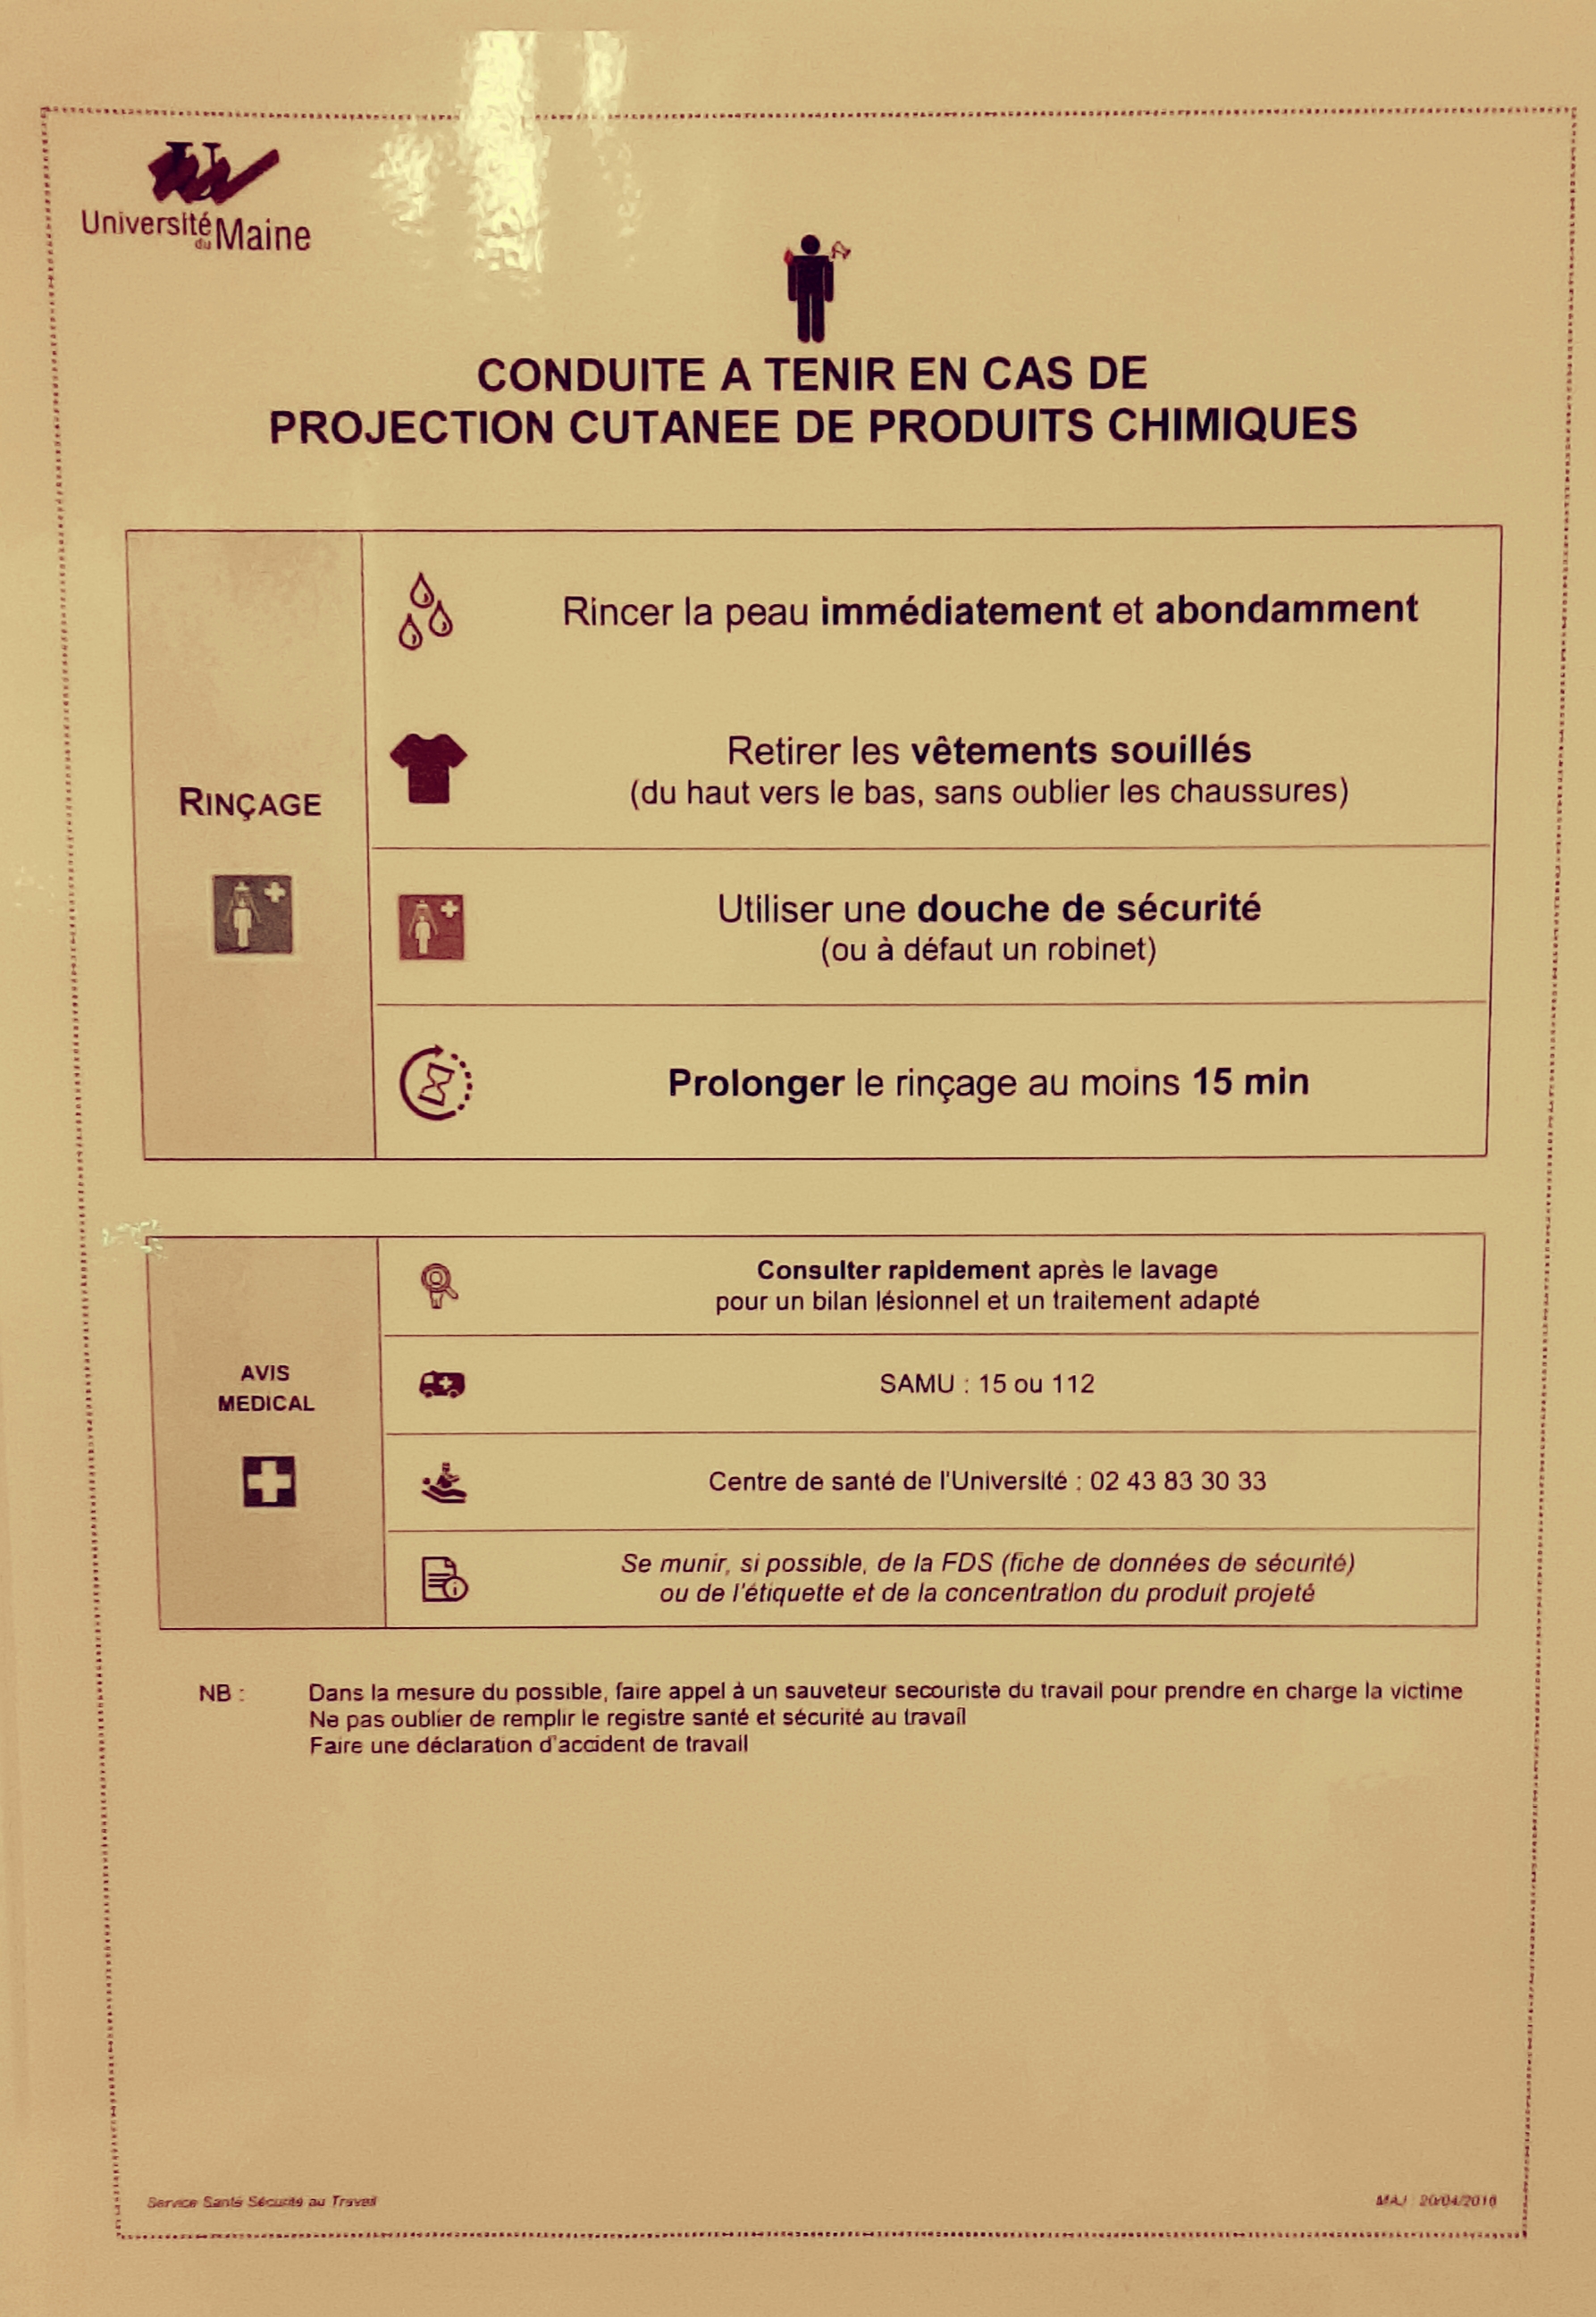 Université du Maine
CONDUITE A TENIR EN CAS DE
PROJECTION CUTANEE DE PRODUITS CHIMIQUES
RINÇAGE
Rincer la peau immédiatement et abondamment
Retirer les vêtements souillés
(du haut vers le bas, sans oublier les chaussures)
Utiliser une douche de sécurité
(ou à défaut un robinet)
Prolonger le rinçage au moins 15 min
AVIS
MEDICAL
Consulter rapidement après le lavage
pour un bilan lésionnel et un traitement adapté
SAMU : 15 ou 112
Centre de santé de l'Université : 02 43 83 30 33
Se munir, si possible, de la FDS (fiche de données de sécurité)
ou de l'étiquette et de la concentration du produit projeté
NB : Dans la mesure du possible, faire appel à un sauveteur secouriste du travail pour prendre en charge la victime
Ne pas oublier de remplir le registre santé et sécurité au travail
Faire une déclaration d'accident de travail
Service Santé Sécurité au Travail
MAJ : 20/04/2016